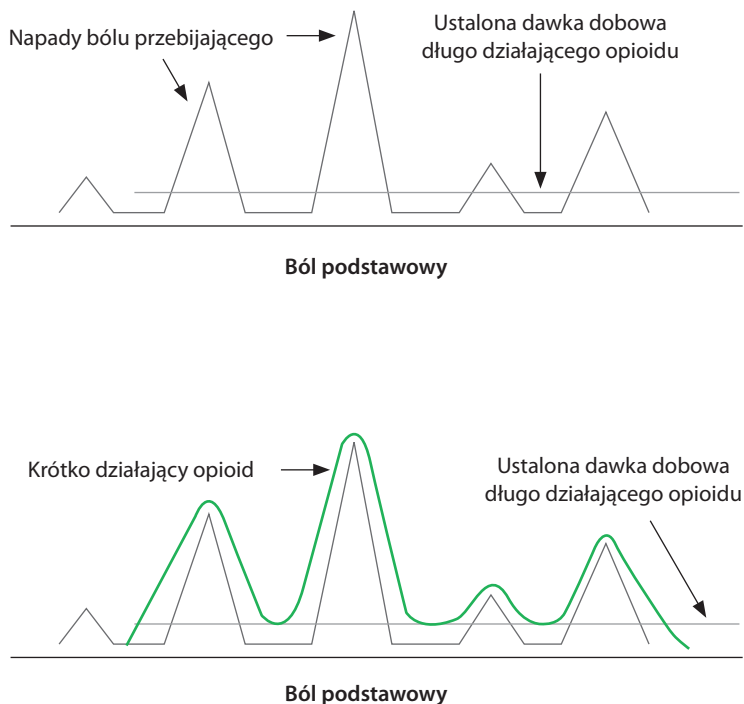 Napady bólu przebijającego
Ustalona dawka dobowa
długo działającego opioidu
Ból podstawowy
Krótko działający opioid
Ustalona dawka dobowa
długo działającego opioidu
Ból podstawowy